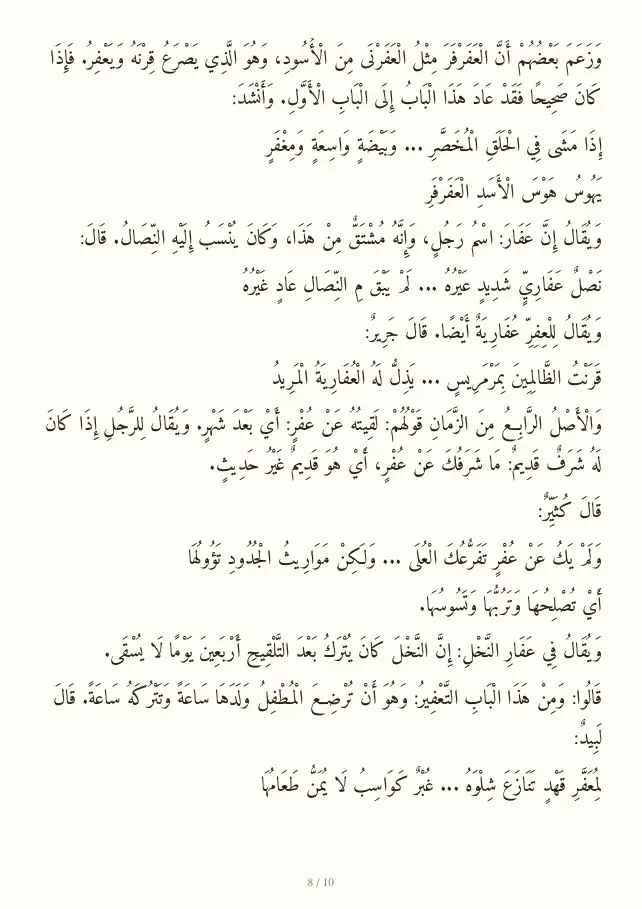 وَزَعَمَ بَعْضُهُمْ أَنَّ الْعَفَرْفَرَ مِثْلُ الْعَفَرْنَى مِنَ الْأُسُودِ، وَهُوَ الَّذِي يَصْرَعُ قِرْنَهُ وَيَعْفِرُ. فَإِذَا
كَانَ صَحِيحًا فَقَدْ عَادَ هَذَا الْبَابُ إِلَى الْبَابِ الْأَوَّلِ. وَأَنْشَدَ:
إِذَا مَشَى فِي الْحَلَقِ الْمُخَصَّرِ ... وَبَيْضَةٍ وَاسِعَةٍ وَمِغْفَرٍ
يَهُوسُ هَوْسَ الْأَسَدِ الْعَفَرْفَرِ
وَيُقَالُ إِنَّ عَفَارَ: اسْمُ رَجُلٍ، وَإِنَّهُ مُشْتَقٌّ مِنْ هَذَا، وَكَانَ يُنْسَبُ إِلَيْهِ النِّصَالُ. قَالَ:
نَصْلٌ عَفَارِيٌّ شَدِيدٍ عَيْرُهُ ... لَمْ يَبْقَ مِ النِّصَالِ عَادٍ غَيْرُهُ
وَيُقَالُ لِلْعِفِرِّ عُفَارِيَةٌ أَيْضًا. قَالَ جَرِيرٌ:
قَرَنْتُ الظَّالِمِينَ بِمَرْمَرِيسٍ ... يَذِلُّ لَهُ الْعُفَارِيَةُ الْمَرِيدُ
وَالْأَصْلُ الرَّابِعُ مِنَ الزَّمَانِ قَوْلُهُمْ: لَقِيتُهُ عَنْ عُفْرٍ: أَيْ بَعْدَ شَهْرٍ. وَيُقَالُ لِلرَّجُلِ إِذَا كَانَ
لَهُ شَرَفٌ قَدِيمٌ: مَا شَرَفُكَ عَنْ عُفْرٍ، أَيْ هُوَ قَدِيمٌ غَيْرُ حَدِيثٍ.
قَالَ كُثَيِّرٌ:
وَلَمْ يَكُ عَنْ عُفْرٍ تَفَرُّعُكَ الْعُلَى ... وَلَكِنْ مَوَارِيثُ الْجُدُودِ تَؤُولُهَا
أَيْ تُصْلِحُهَا وَتَرُبُّهَا وَتَسُوسُهَا.
وَيُقَالُ فِي عَفَارِ النَّخْلِ: إِنَّ النَّخْلَ كَانَ يُتْرَكُ بَعْدَ التَّلْقِيحِ أَرْبَعِينَ يَوْمًا لَا يُسْقَى.
قَالُوا: وَمِنْ هَذَا الْبَابِ التَّعْفِيرُ: وَهُوَ أَنْ تُرْضِعَ الْمُطْفِلُ وَلَدَهَا سَاعَةً وَتَتْرُكَهُ سَاعَةً. قَالَ
لَبِيدٌ:
لِمُعَفَّرٍ قَهْدٍ تَنَازَعَ شِلْوَهُ ... غُبْرٌ كَوَاسِبُ لَا يُمَنُّ طَعَامُهَا
8 / 10